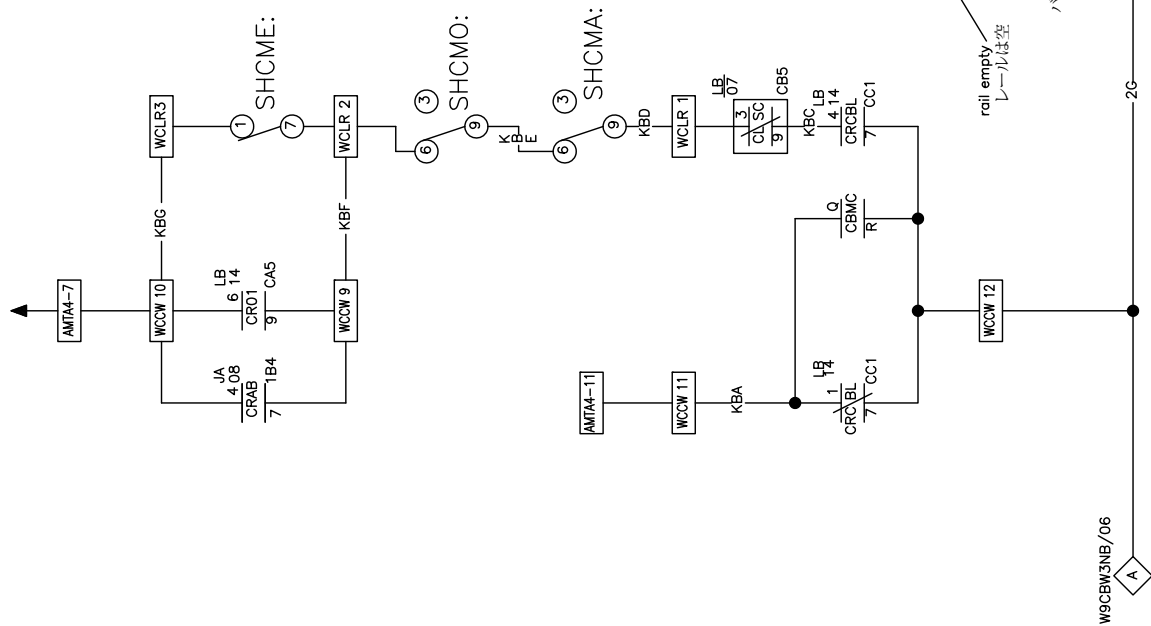 AMTA4-7
WCLR3
SHCME:
1
7
KBG
WCCW 10
LB
6 14
CR01
9
CA5
JA
4 08
CRAB
7
1B4
WCCW 9
KBF
WCLR 2
SHCMO:
3
6
9
K
B
E
SHCMA:
3
6
9
KBD
WCLR 1
LB
07
3
CL SC
9
CB5
KBC
LB
4 14
CRCBL
7
CC1
AMTA4-11
WCCW 11
KBA
Q
CBMC
R
LB
1 14
CRCVBL
7
CC1
WCCW 12
rail empty
レールは空
2G
W9CBW3NB/06
A